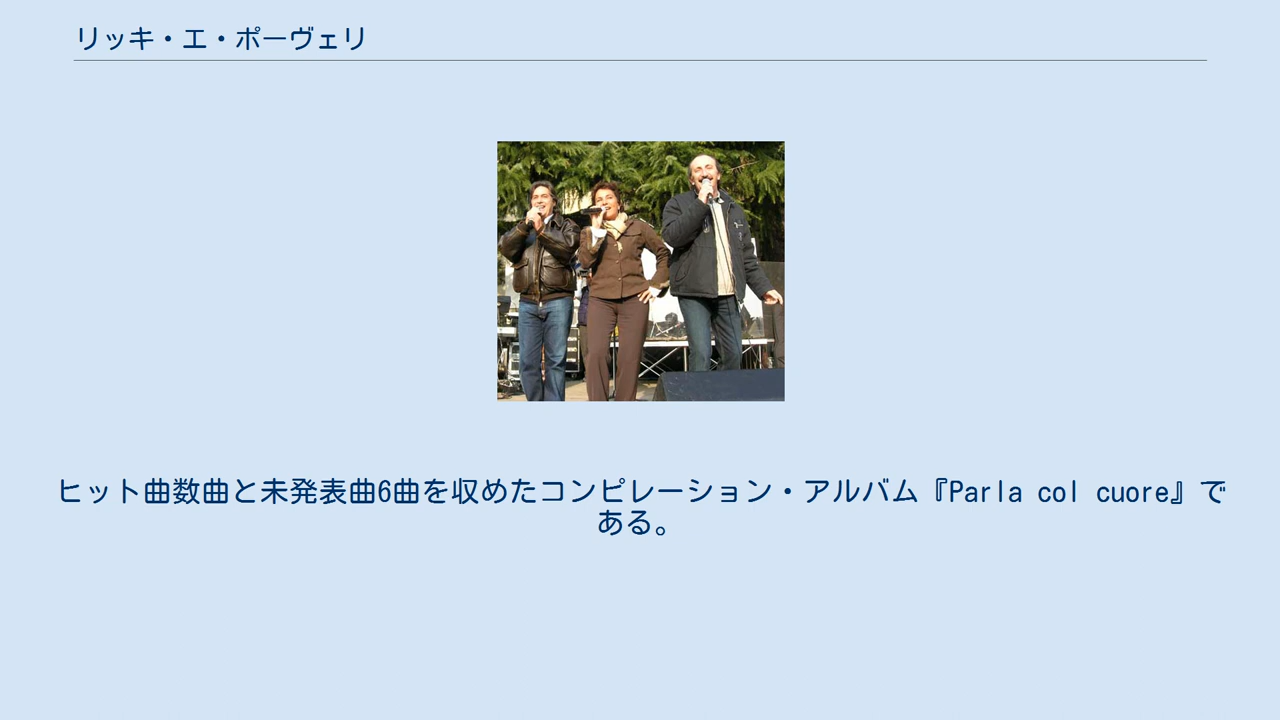 リッキ・エ・ポーヴェリ
ヒット曲数曲と未発表曲6曲を収めたコンピレーション・アルバム『Parla col cuore』で
ある。